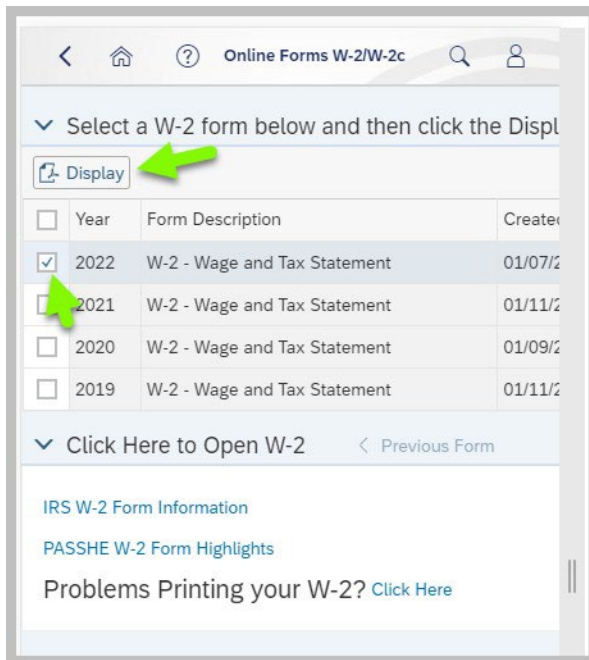 Online Forms W-2/W-2c
Select a W-2 form below and then click the Displ
Display
Year Form Description Created
2022 W-2 - Wage and Tax Statement 01/07/2
2021 W-2 - Wage and Tax Statement 01/11/2
2020 W-2 - Wage and Tax Statement 01/09/2
2019 W-2 - Wage and Tax Statement 01/11/2
Click Here to Open W-2 < Previous Form
IRS W-2 Form Information
PASSHE W-2 Form Highlights
Problems Printing your W-2? Click Here